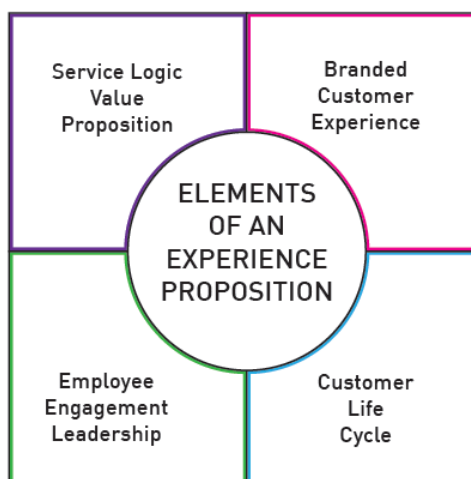 Service Logic
Value
Proposition
Branded
Customer
Experience
ELEMENTS
OF AN
EXPERIENCE
PROPOSITION
Employee
Engagement
Leadership
Customer
Life
Cycle